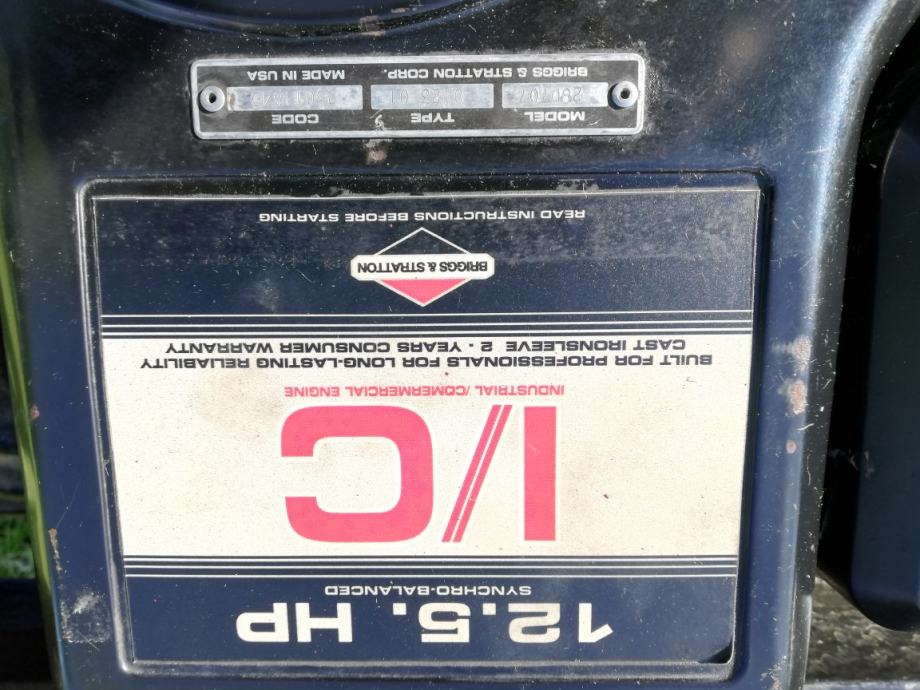 12.5. HP
SYNCHRO-BALANCED
I/C
INDUSTRIAL /COMERMERCIAL ENGINE
BUILT FOR PROFESSIONALS FOR LONG-LASTING RELIABILITY
CAST IRONSLEEVE 2 - YEARS CONSUMER WARRANTY
BRIGGS & STRATTON
READ INSTRUCTIONS BEFORE STARTING
MODEL TYPE CODE
BRIGGS & STRATTON CORP. MADE IN USA